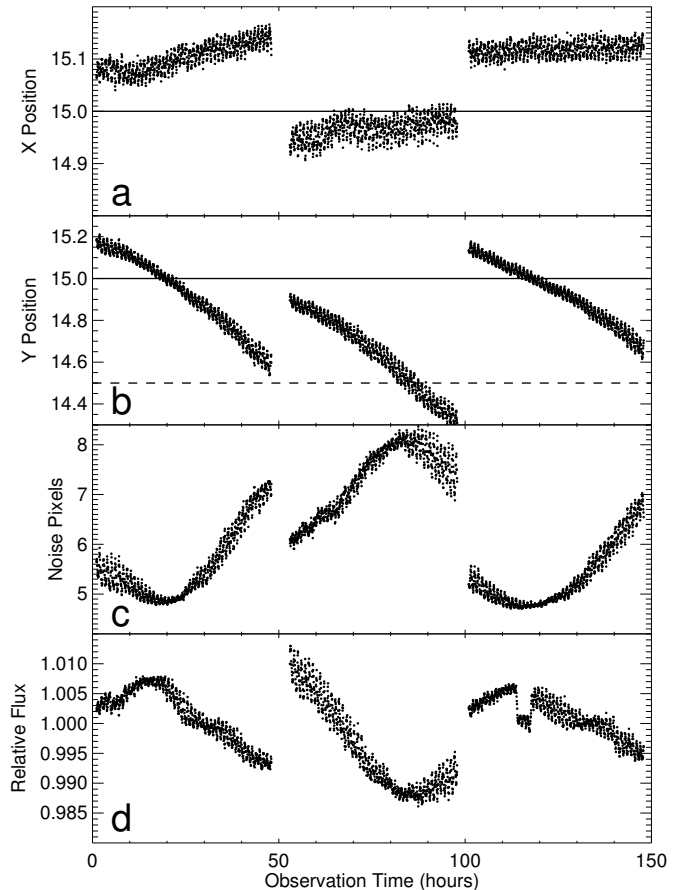 15.1
15.0
14.9
X Position
a
15.2
15.0
14.8
14.6
14.4
Y Position
b
8
7
6
5
Noise Pixels
c
1.010
1.005
1.000
0.995
0.990
0.985
Relative Flux
d
0 50 100 150
Observation Time (hours)